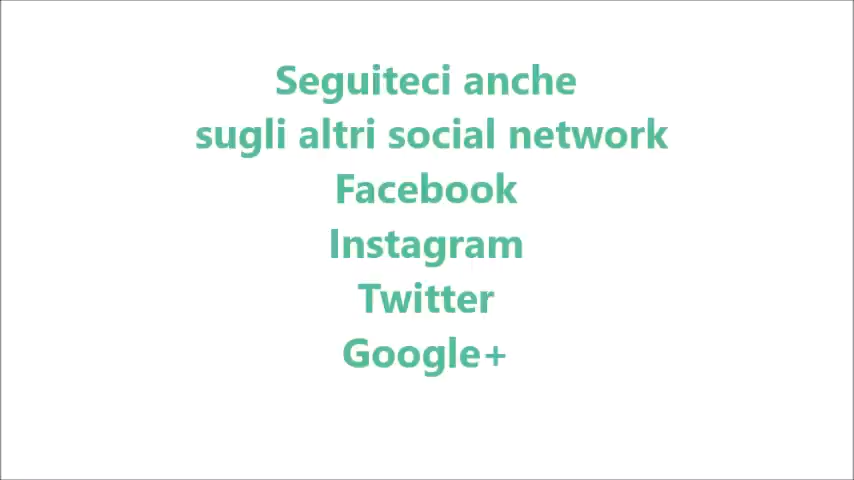 Seguiteci anche
sugli altri social network
Facebook
Instagram
Twitter
Google+